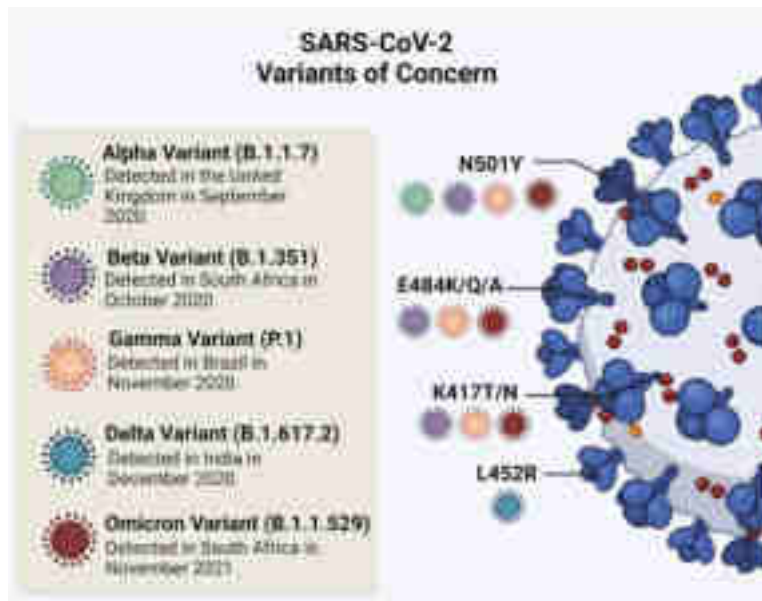 SARS-CoV-2
Variants of Concern
Alpha Variant (B.1.1.7)
Detected in the United
Kingdom in September
2020
Beta Variant (B.1.351)
Detected in South Africa in
October 2020
Gamma Variant (P.1)
Detected in Brazil in
November 2020
Delta Variant (B.1.617.2)
Detected in India in
December 2020
Omicron Variant (B.1.1.529)
Detected in South Africa in
November 2021
N501Y
E484K/Q/A
K417T/N
L452R